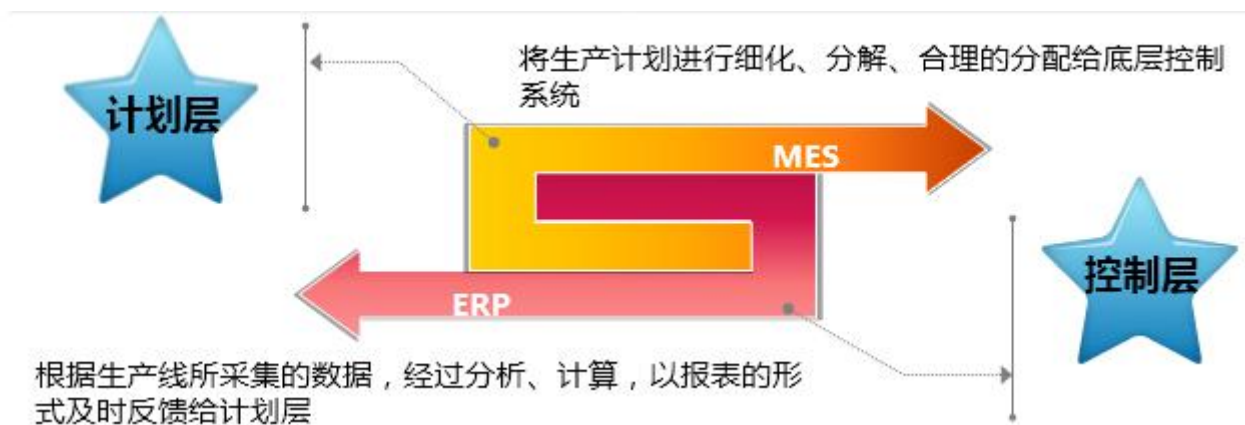 将生产计划进行细化、分解、合理的分配给底层控制
系统
计划层
MES
控制层
ERP
根据生产线所采集的数据，经过分析、计算，以报表的形
式及时反馈给计划层